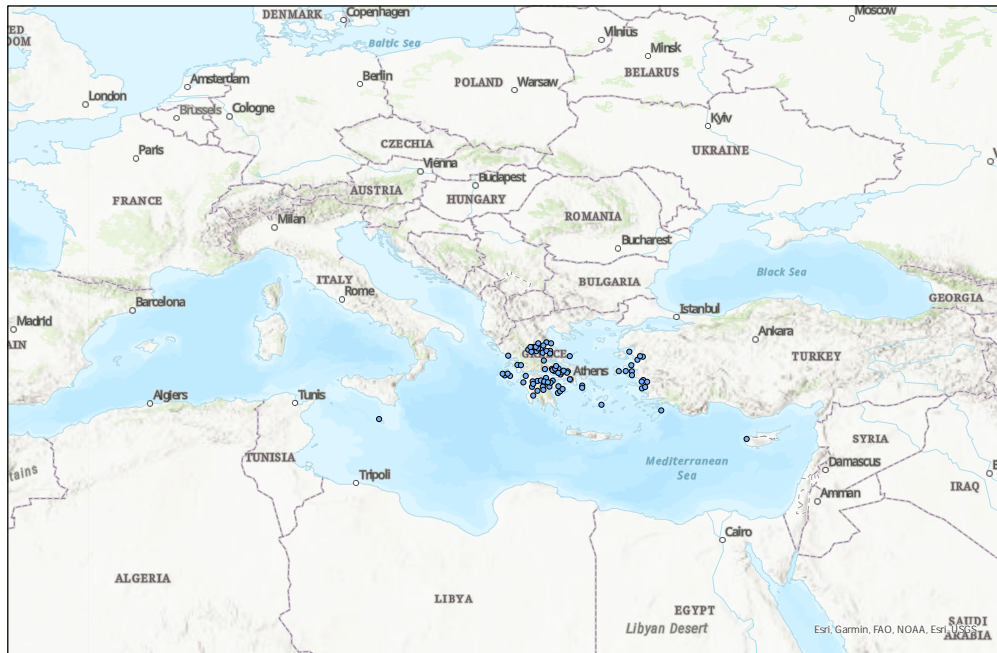 DENMARK
Copenhagen
Moscow
Baltic Sea
Vilnius
Minsk
BELARUS
DOM
Amsterdam
Berlin
POLAND
Warsaw
London
Brussels
Cologne
Kyiv
UKRAINE
Paris
CZECHIA
Vienna
Budapest
FRANCE
AUSTRIA
HUNGARY
Milan
ROMANIA
Bucharest
ITALY
Rome
BULGARIA
Black Sea
GEORGIA
Barcelona
Madrid
AIN
Istanbul
Ankara
TURKEY
Athens
Algiers
Tunis
TUNISIA
Tripoli
Mediterranean
Sea
SYRIA
Damascus
IRAQ
Amman
Cairo
ALGERIA
LIBYA
EGYPT
Libyan Desert
SAUDI
ARABIA
Esri, Garmin, FAO, NOAA, Esri, USGS